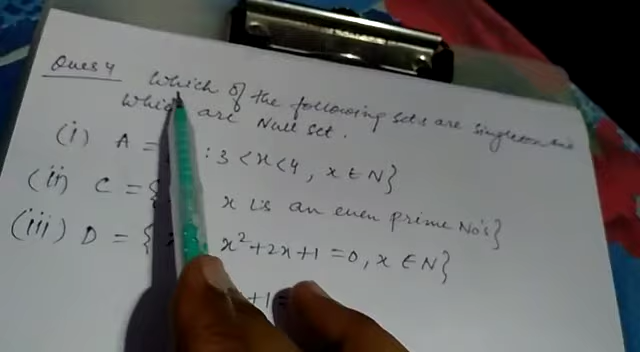 Ques 4 Which of the following sets are singleton and
which are Null set.
(i) A = : 3 < x < 4, x ∈ N}
(ii) C = { x is an even prime No's}
(iii) D = { x² + 2x + 1 = 0, x ∈ N}
+1 =